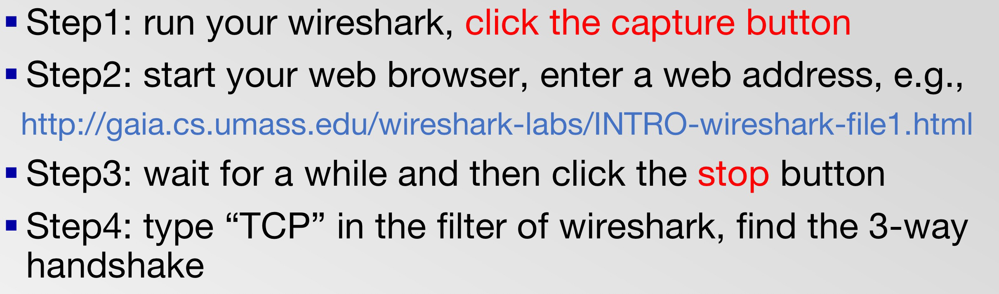 ▪ Step1: run your wireshark, click the capture button
▪ Step2: start your web browser, enter a web address, e.g.,
http://gaia.cs.umass.edu/wireshark-labs/INTRO-wireshark-file1.html
▪ Step3: wait for a while and then click the stop button
▪ Step4: type “TCP” in the filter of wireshark, find the 3-way
handshake